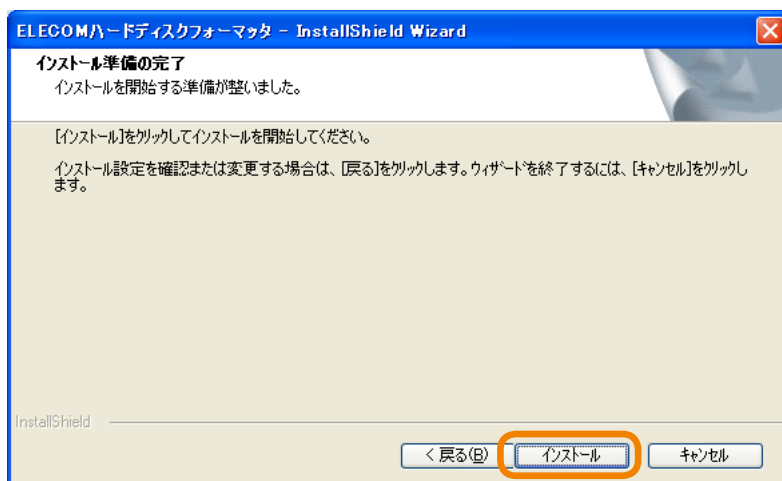 ELECOMハードディスクフォーマッタ - InstallShield Wizard
インストール準備の完了
インストールを開始する準備が整いました。
[インストール]をクリックしてインストールを開始してください。
インストール設定を確認または変更する場合は、[戻る]をクリックします。ウィザードを終了するには、[キャンセル]をクリックし
ます。
InstallShield
< 戻る(B)
インストール
キャンセル